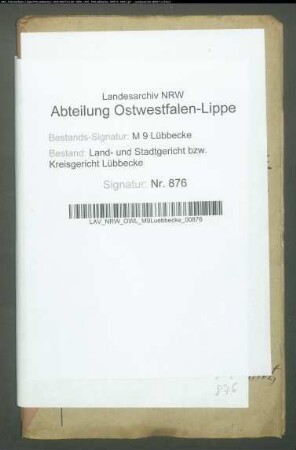 Landesarchiv NRW
Abteilung Ostwestfalen-Lippe
Bestands-Signatur: M 9 Lübbecke
Bestand: Land- und Stadtgericht bzw.
Kreisgericht Lübbecke
Signatur: Nr. 876
LAV_NRW_OWL_M9Luebbecke_00876
876